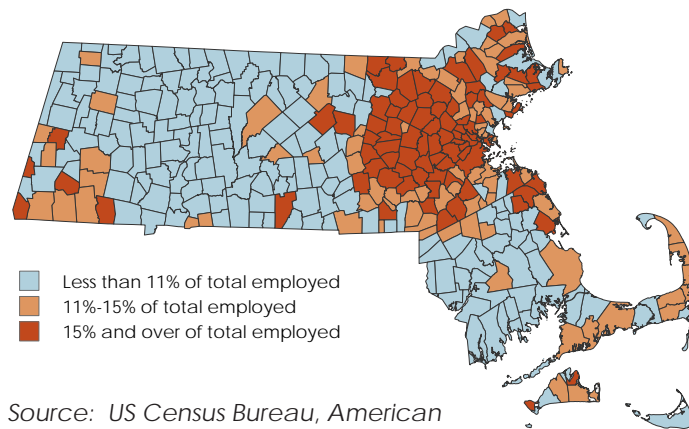 Less than 11% of total employed
11%-15% of total employed
15% and over of total employed
Source: US Census Bureau, American